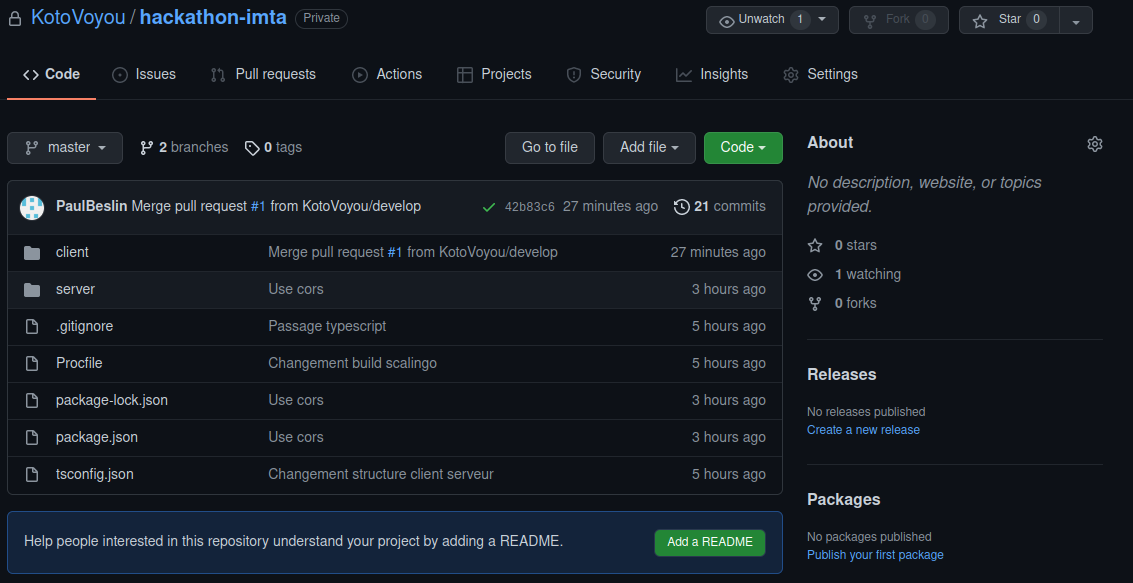 KotoVoyou / hackathon-imta Private
Unwatch 1 Fork 0 Star 0
Code Issues Pull requests Actions Projects Security Insights Settings
master 2 branches 0 tags Go to file Add file Code
PaulBeslin Merge pull request #1 from KotoVoyou/develop 42b83c6 27 minutes ago 21 commits
client Merge pull request #1 from KotoVoyou/develop 27 minutes ago
server Use cors 3 hours ago
.gitignore Passage typescript 5 hours ago
Procfile Changement build scalingo 5 hours ago
package-lock.json Use cors 3 hours ago
package.json Use cors 3 hours ago
tsconfig.json Changement structure client serveur 5 hours ago
Help people interested in this repository understand your project by adding a README. Add a README
About
No description, website, or topics
provided.
0 stars
1 watching
0 forks
Releases
No releases published
Create a new release
Packages
No packages published
Publish your first package